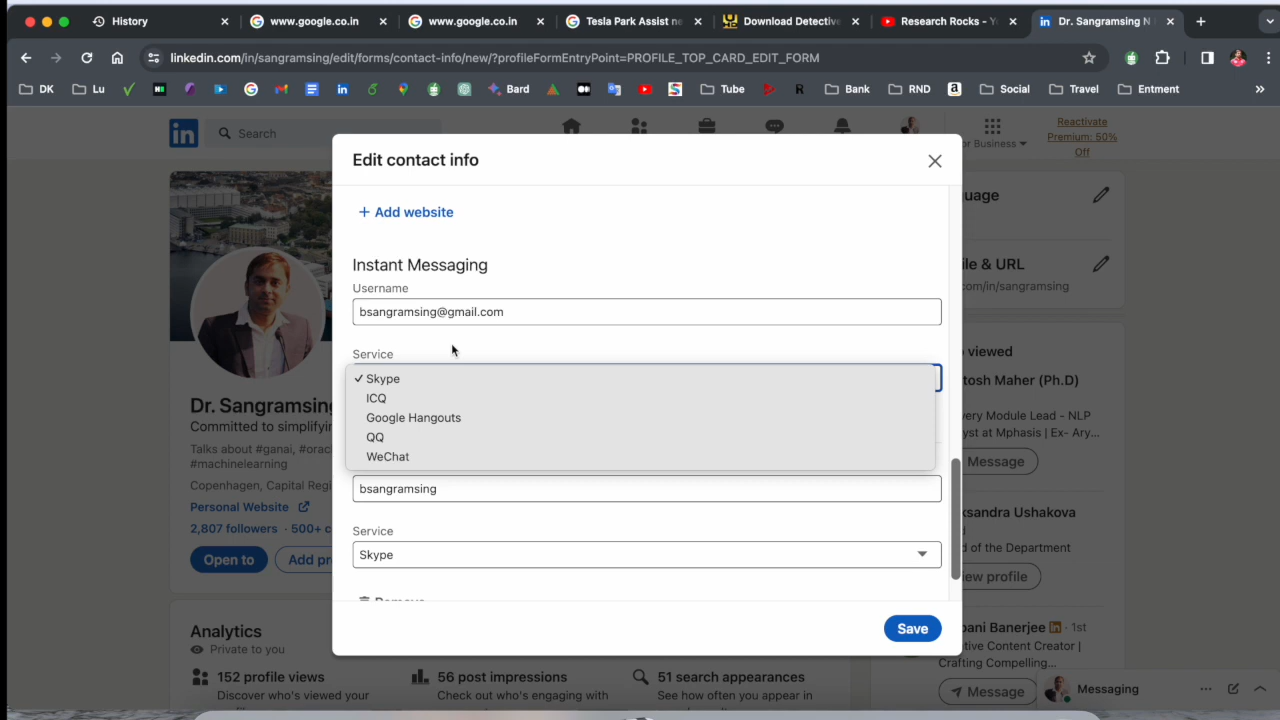 History
www.google.co.in
www.google.co.in
Tesla Park Assist ne
Download Detective
Research Rocks - Y
Dr. Sangramsing N
linkedin.com/in/sangramsing/edit/forms/contact-info/new/?profileFormEntryPoint=PROFILE_TOP_CARD_EDIT_FORM
DK
Lu
Bard
Tube
R
Bank
RND
Social
Travel
Entment
Search
or Business
Reactivate
Premium: 50%
Off
Edit contact info
+ Add website
Instant Messaging
Username
bsangramsing@gmail.com
Service
Skype
ICQ
Google Hangouts
QQ
WeChat
bsangramsing
Service
Skype
Remove
Save
Dr. Sangramsing
Committed to simplifyin
Talks about #ganai, #orac
#machinelearning
Copenhagen, Capital Regi
Personal Website
2,807 followers · 500+ c
Open to
Add pr
Analytics
Private to you
152 profile views
Discover who's viewed your
56 post impressions
Check out who's engaging with
51 search appearances
See how often you appear in
guage
file & URL
com/in/sangramsing
viewed
tosh Maher (Ph.D)
very Module Lead - NLP
yst at Mphasis | Ex- Ary...
Message
ksandra Ushakova
d of the Department
ew profile
pani Banerjee · 1st
tive Content Creator |
Crafting Compelling...
Message
Messaging